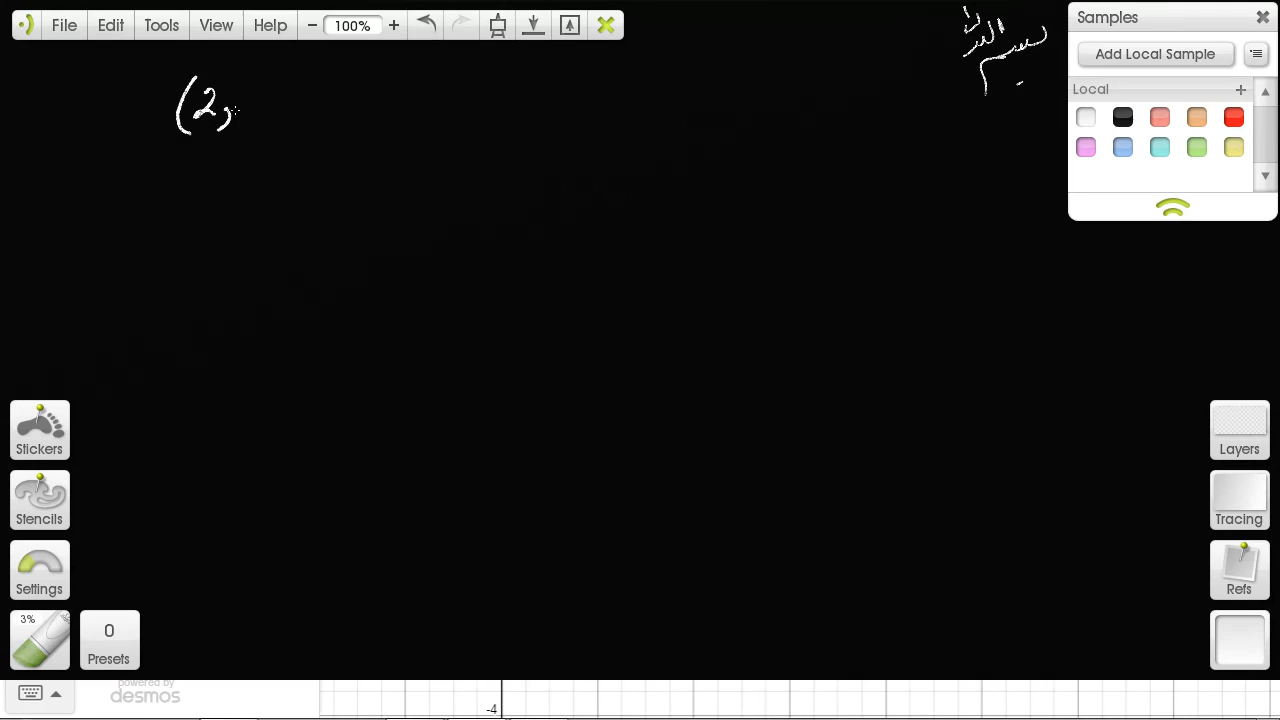 File Edit Tools View Help − 100% +
Samples
Add Local Sample
Local +
(2,
بسم الله
Stickers
Stencils
Settings
3%
0
Presets
Layers
Tracing
Refs
powered by
desmos
-4